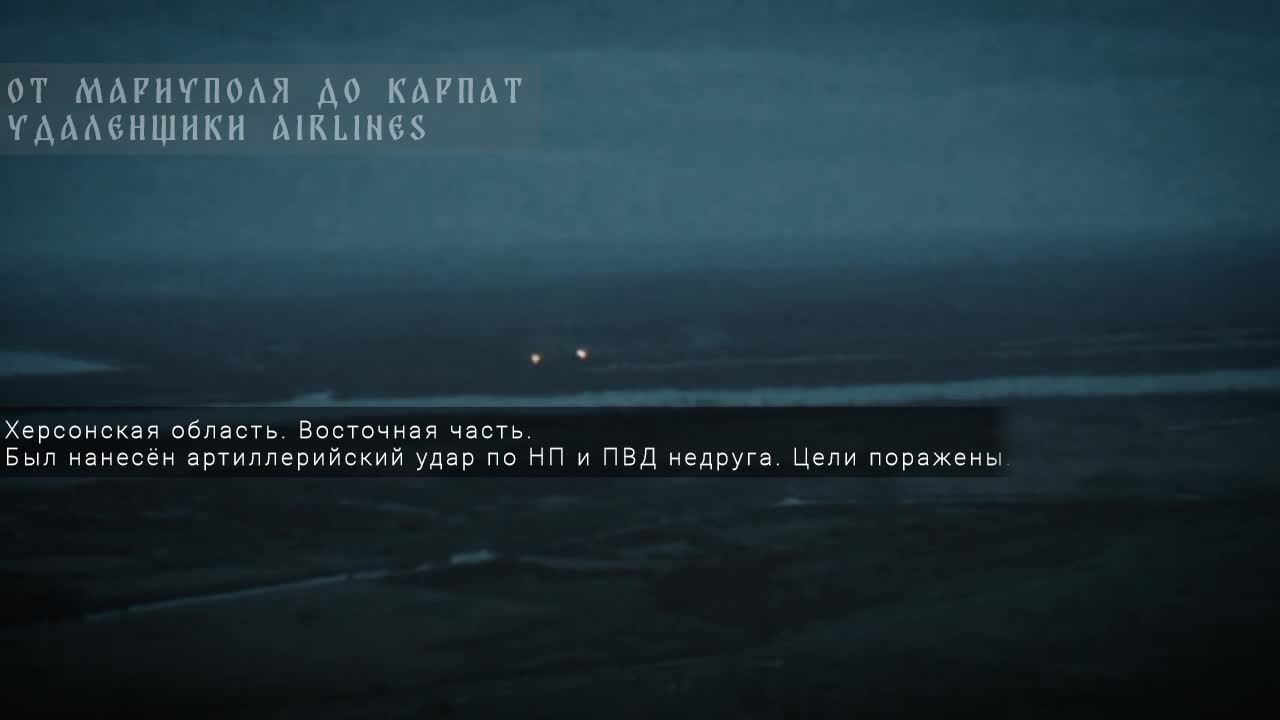 ОТ МАРИУПОЛЯ ДО КАРПАТ
УДАЛЕНЩИКИ AIRLINES
Херсонская область. Восточная часть.
Был нанесён артиллерийский удар по НП и ПВД недруга. Цели поражены.